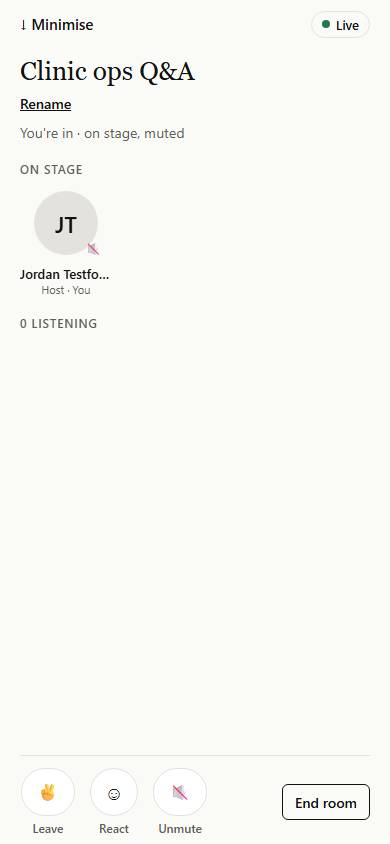 ↓ Minimise
Live
Clinic ops Q&A
Rename
You're in · on stage, muted
ON STAGE
JT
Jordan Testfo...
Host · You
0 LISTENING
Leave
React
Unmute
End room